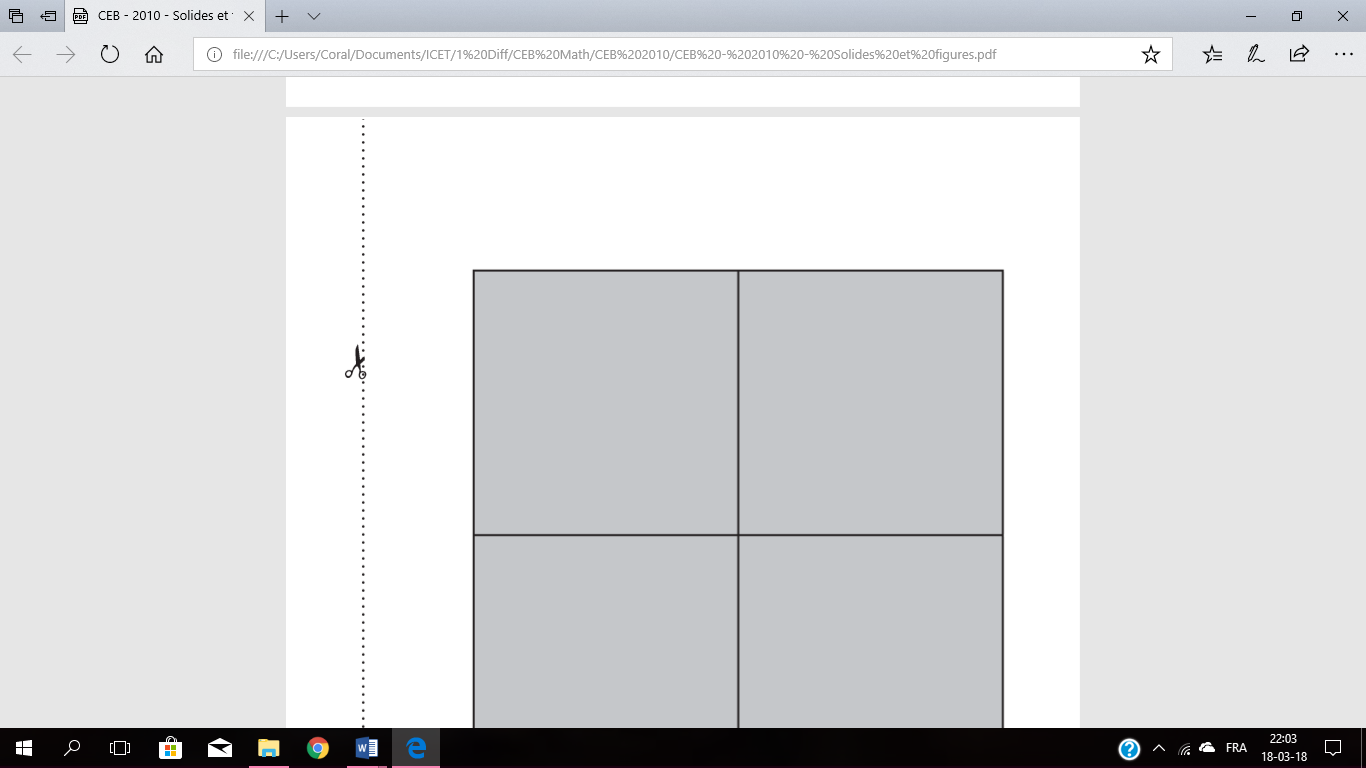 CEB - 2010 - Solides et
file:///C:/Users/Coral/Documents/ICET/1%20Diff/CEB%20Math/CEB%202010/CEB%20-%202010%20-%20Solides%20et%20figures.pdf
FRA
22:03
18-03-18